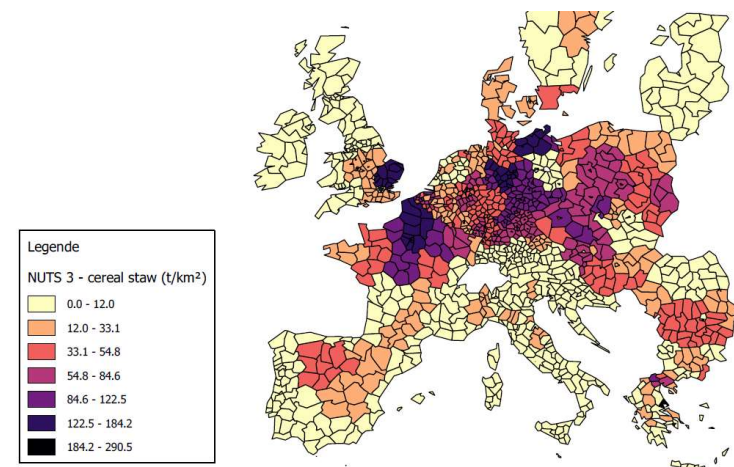 Legende
NUTS 3 - cereal staw (t/km²)
0.0 - 12.0
12.0 - 33.1
33.1 - 54.8
54.8 - 84.6
84.6 - 122.5
122.5 - 184.2
184.2 - 290.5